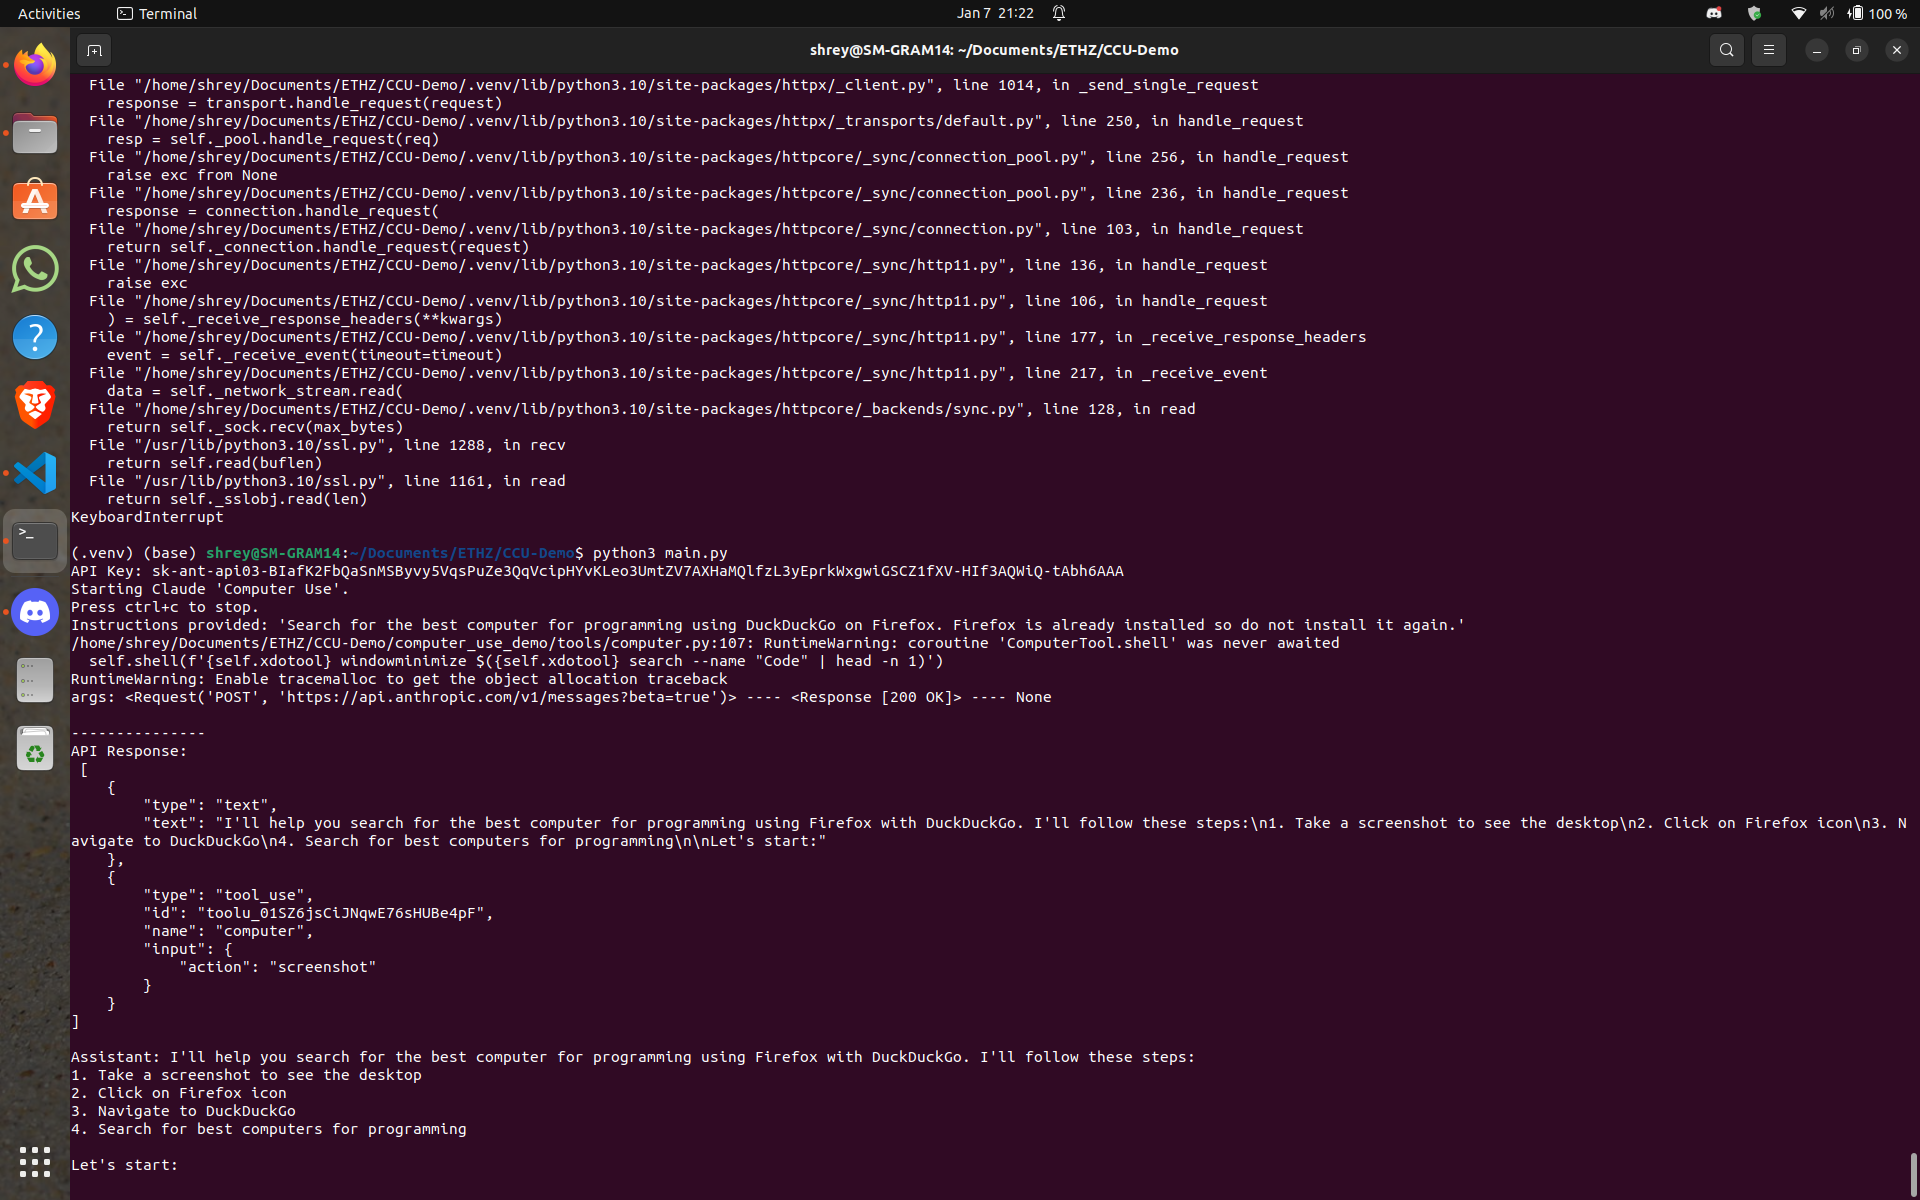 Activities
Terminal
Jan 7 21:22
100 %
shrey@SM-GRAM14: ~/Documents/ETHZ/CCU-Demo
File "/home/shrey/Documents/ETHZ/CCU-Demo/.venv/lib/python3.10/site-packages/httpx/_client.py", line 1014, in _send_single_request
response = transport.handle_request(request)
File "/home/shrey/Documents/ETHZ/CCU-Demo/.venv/lib/python3.10/site-packages/httpx/_transports/default.py", line 250, in handle_request
resp = self._pool.handle_request(req)
File "/home/shrey/Documents/ETHZ/CCU-Demo/.venv/lib/python3.10/site-packages/httpcore/_sync/connection_pool.py", line 256, in handle_request
raise exc from None
File "/home/shrey/Documents/ETHZ/CCU-Demo/.venv/lib/python3.10/site-packages/httpcore/_sync/connection_pool.py", line 236, in handle_request
response = connection.handle_request(
File "/home/shrey/Documents/ETHZ/CCU-Demo/.venv/lib/python3.10/site-packages/httpcore/_sync/connection.py", line 103, in handle_request
return self._connection.handle_request(request)
File "/home/shrey/Documents/ETHZ/CCU-Demo/.venv/lib/python3.10/site-packages/httpcore/_sync/http11.py", line 136, in handle_request
raise exc
File "/home/shrey/Documents/ETHZ/CCU-Demo/.venv/lib/python3.10/site-packages/httpcore/_sync/http11.py", line 106, in handle_request
) = self._receive_response_headers(**kwargs)
File "/home/shrey/Documents/ETHZ/CCU-Demo/.venv/lib/python3.10/site-packages/httpcore/_sync/http11.py", line 177, in _receive_response_headers
event = self._receive_event(timeout=timeout)
File "/home/shrey/Documents/ETHZ/CCU-Demo/.venv/lib/python3.10/site-packages/httpcore/_sync/http11.py", line 217, in _receive_event
data = self._network_stream.read(
File "/home/shrey/Documents/ETHZ/CCU-Demo/.venv/lib/python3.10/site-packages/httpcore/_backends/sync.py", line 128, in read
return self._sock.recv(max_bytes)
File "/usr/lib/python3.10/ssl.py", line 1288, in recv
return self.read(buflen)
File "/usr/lib/python3.10/ssl.py", line 1161, in read
return self._sslobj.read(len)
KeyboardInterrupt
(.venv) (base) shrey@SM-GRAM14:~/Documents/ETHZ/CCU-Demo$ python3 main.py
API Key: [API key redacted]
Starting Claude 'Computer Use'.
Press ctrl+c to stop.
Instructions provided: 'Search for the best computer for programming using DuckDuckGo on Firefox. Firefox is already installed so do not install it again.'
/home/shrey/Documents/ETHZ/CCU-Demo/computer_use_demo/tools/computer.py:107: RuntimeWarning: coroutine 'ComputerTool.shell' was never awaited
self.shell(f'{self.xdotool} windowminimize $({self.xdotool} search --name "Code" | head -n 1)')
RuntimeWarning: Enable tracemalloc to get the object allocation traceback
args: <Request('POST', 'https://api.anthropic.com/v1/messages?beta=true')> ---- <Response [200 OK]> ---- None
---------------
API Response:
[
{
"type": "text",
"text": "I'll help you search for the best computer for programming using Firefox with DuckDuckGo. I'll follow these steps:\n1. Take a screenshot to see the desktop\n2. Click on Firefox icon\n3. N
avigate to DuckDuckGo\n4. Search for best computers for programming\n\nLet's start:"
},
{
"type": "tool_use",
"id": "toolu_01SZ6jsCiJNqwE76sHUBe4pF",
"name": "computer",
"input": {
"action": "screenshot"
}
}
]
Assistant: I'll help you search for the best computer for programming using Firefox with DuckDuckGo. I'll follow these steps:
1. Take a screenshot to see the desktop
2. Click on Firefox icon
3. Navigate to DuckDuckGo
4. Search for best computers for programming
Let's start: